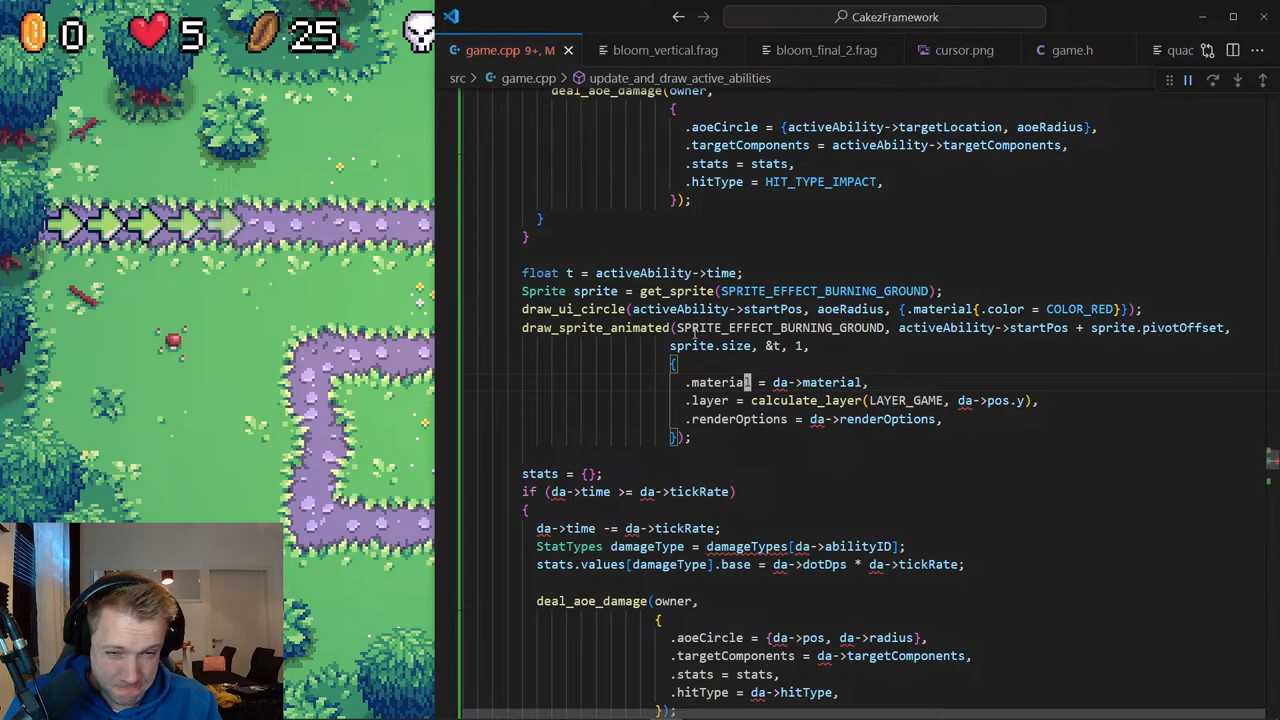 0
5
25
CakezFramework
game.cpp 9+, M
bloom_vertical.frag
bloom_final_2.frag
cursor.png
game.h
quac
src > game.cpp > update_and_draw_active_abilities
deal_aoe_damage(owner,
{
.aoeCircle = {activeAbility->targetLocation, aoeRadius},
.targetComponents = activeAbility->targetComponents,
.stats = stats,
.hitType = HIT_TYPE_IMPACT,
});
}
}
float t = activeAbility->time;
Sprite sprite = get_sprite(SPRITE_EFFECT_BURNING_GROUND);
draw_ui_circle(activeAbility->startPos, aoeRadius, {.material{.color = COLOR_RED}});
draw_sprite_animated(SPRITE_EFFECT_BURNING_GROUND, activeAbility->startPos + sprite.pivotOffset,
sprite.size, &t, 1,
{
.material = da->material,
.layer = calculate_layer(LAYER_GAME, da->pos.y),
.renderOptions = da->renderOptions,
});
stats = {};
if (da->time >= da->tickRate)
{
da->time -= da->tickRate;
StatTypes damageType = damageTypes[da->abilityID];
stats.values[damageType].base = da->dotDps * da->tickRate;
deal_aoe_damage(owner,
{
.aoeCircle = {da->pos, da->radius},
.targetComponents = da->targetComponents,
.stats = stats,
.hitType = da->hitType,
});